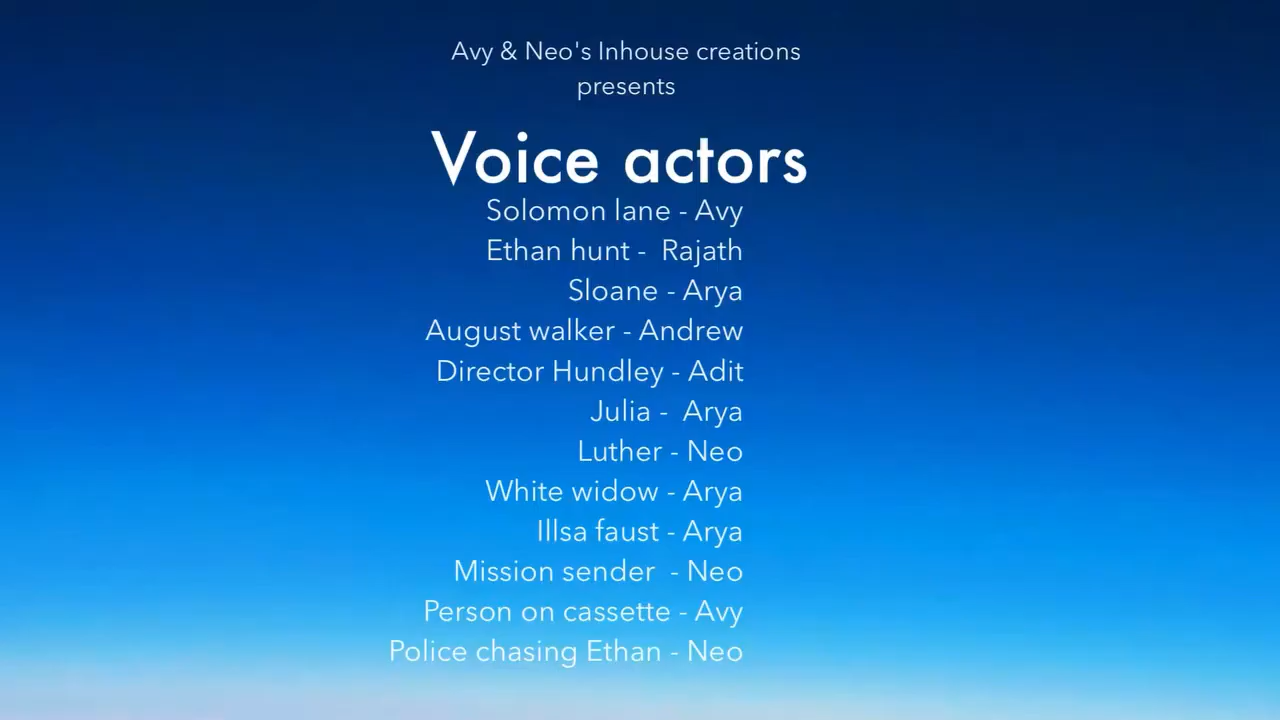 Avy & Neo's Inhouse creations
presents
Voice actors
Solomon lane - Avy
Ethan hunt -  Rajath
Sloane - Arya
August walker - Andrew
Director Hundley - Adit
Julia -  Arya
Luther - Neo
White widow - Arya
Illsa faust - Arya
Mission sender  - Neo
Person on cassette - Avy
Police chasing Ethan - Neo